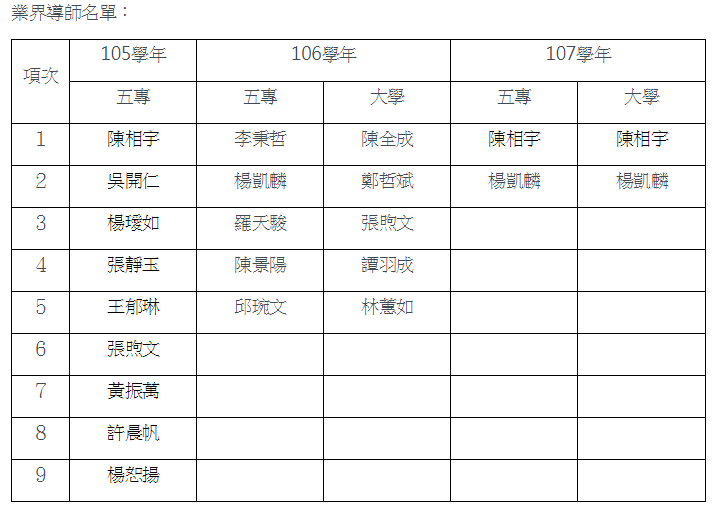 業界導師名單：
項次 105學年 106學年 107學年
五專 五專 大學 五專 大學
1 陳相宇 李秉哲 陳全成 陳相宇 陳相宇
2 吳開仁 楊凱麟 鄭哲斌 楊凱麟 楊凱麟
3 楊璦如 羅天駿 張煦文
4 張靜玉 陳景陽 譚羽成
5 王郁琳 邱琬文 林蕙如
6 張煦文
7 黃振萬
8 許晨帆
9 楊恕揚